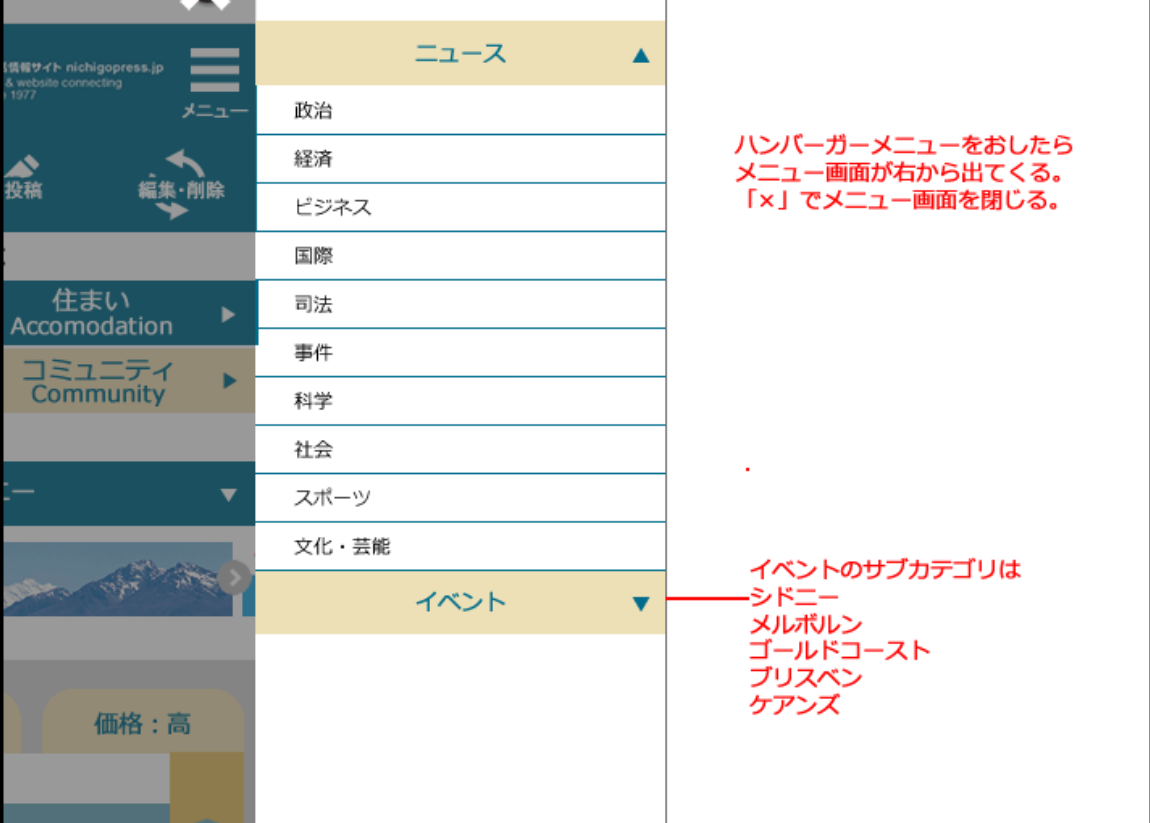 情報サイト nichigopress.jp
& website connecting
1977
メニュー
投稿
編集・削除
住まい
Accomodation
コミュニティ
Community
ー
価格：高
ニュース ▲
政治
経済
ビジネス
国際
司法
事件
科学
社会
スポーツ
文化・芸能
イベント ▼
ハンバーガーメニューをおしたら
メニュー画面が右から出てくる。
「×」でメニュー画面を閉じる。
イベントのサブカテゴリは
シドニー
メルボルン
ゴールドコースト
ブリスベン
ケアンズ